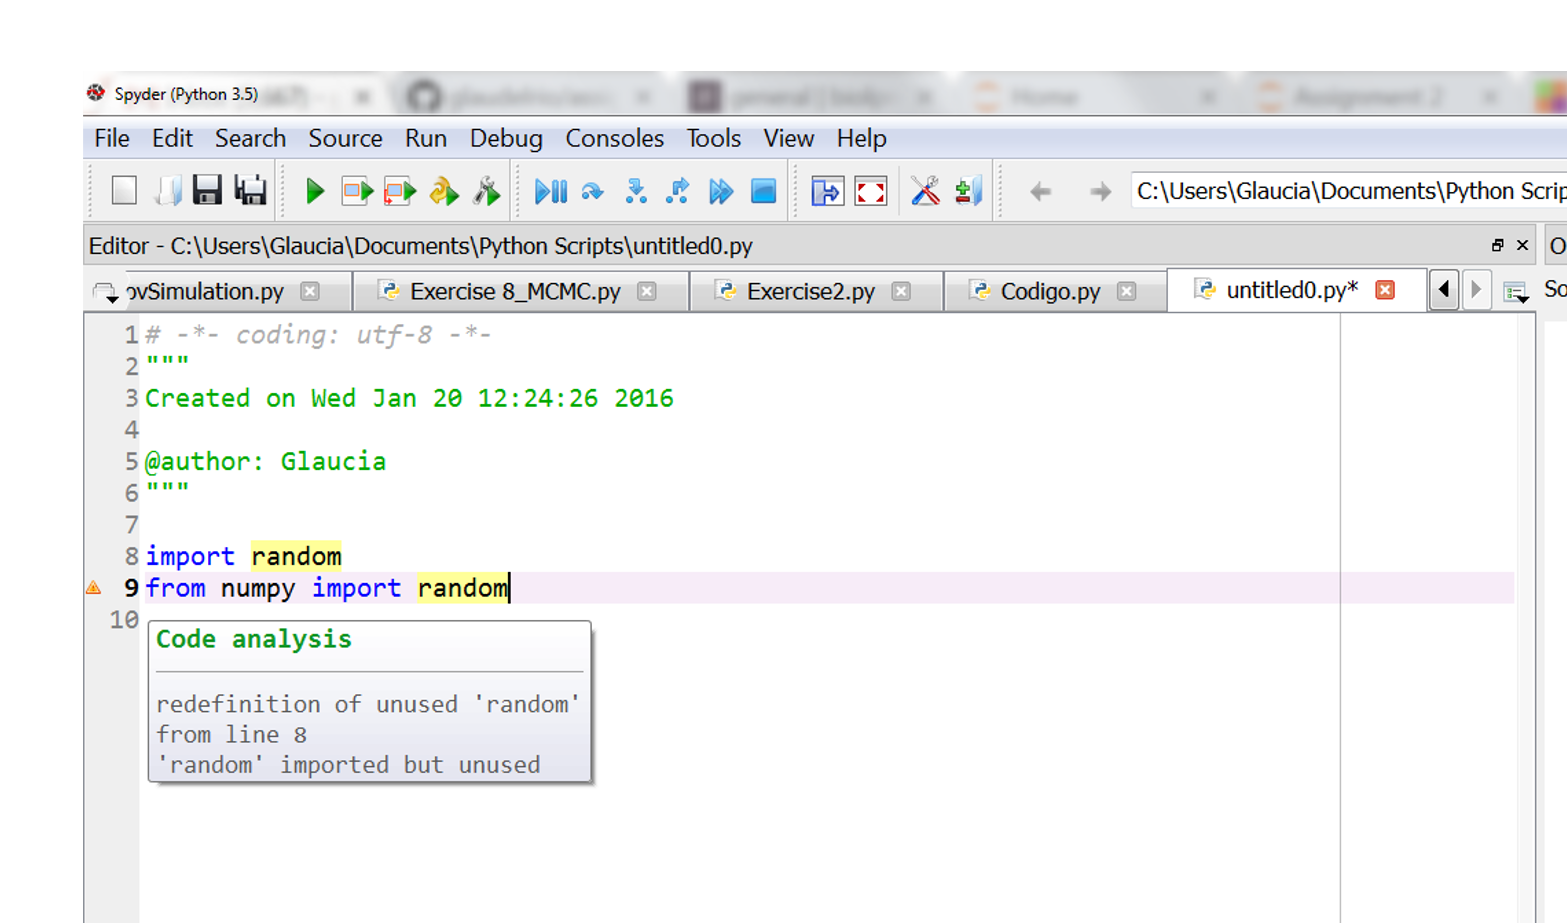 Spyder (Python 3.5)
Home
Assignment 2
File Edit Search Source Run Debug Consoles Tools View Help
C:\Users\Glaucia\Documents\Python Scrip
Editor - C:\Users\Glaucia\Documents\Python Scripts\untitled0.py
ovSimulation.py Exercise 8_MCMC.py Exercise2.py Codigo.py untitled0.py* So
1 # -*- coding: utf-8 -*-
2 """
3 Created on Wed Jan 20 12:24:26 2016
4
5 @author: Glaucia
6 """
7
8 import random
9 from numpy import random
10
Code analysis
redefinition of unused 'random'
from line 8
'random' imported but unused